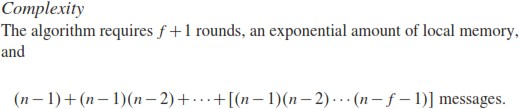 Complexity
The algorithm requires f + 1 rounds, an exponential amount of local memory,
and
(n − 1) + (n − 1)(n − 2) + · · · + [(n − 1)(n − 2) · · · (n − f − 1)] messages.